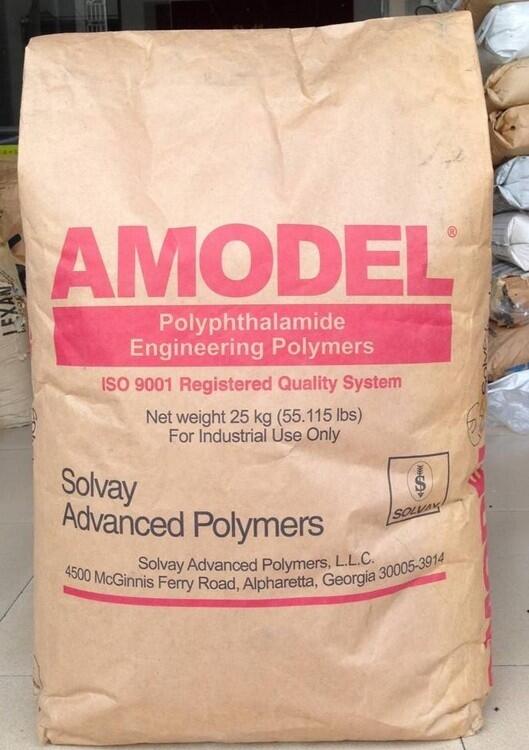 AMODEL®
Polyphthalamide
Engineering Polymers
ISO 9001 Registered Quality System
Net weight 25 kg (55.115 lbs)
For Industrial Use Only
Solvay
Advanced Polymers
S
SOLVAY
Solvay Advanced Polymers, L.L.C.
4500 McGinnis Ferry Road, Alpharetta, Georgia 30005-3914
LEXAN